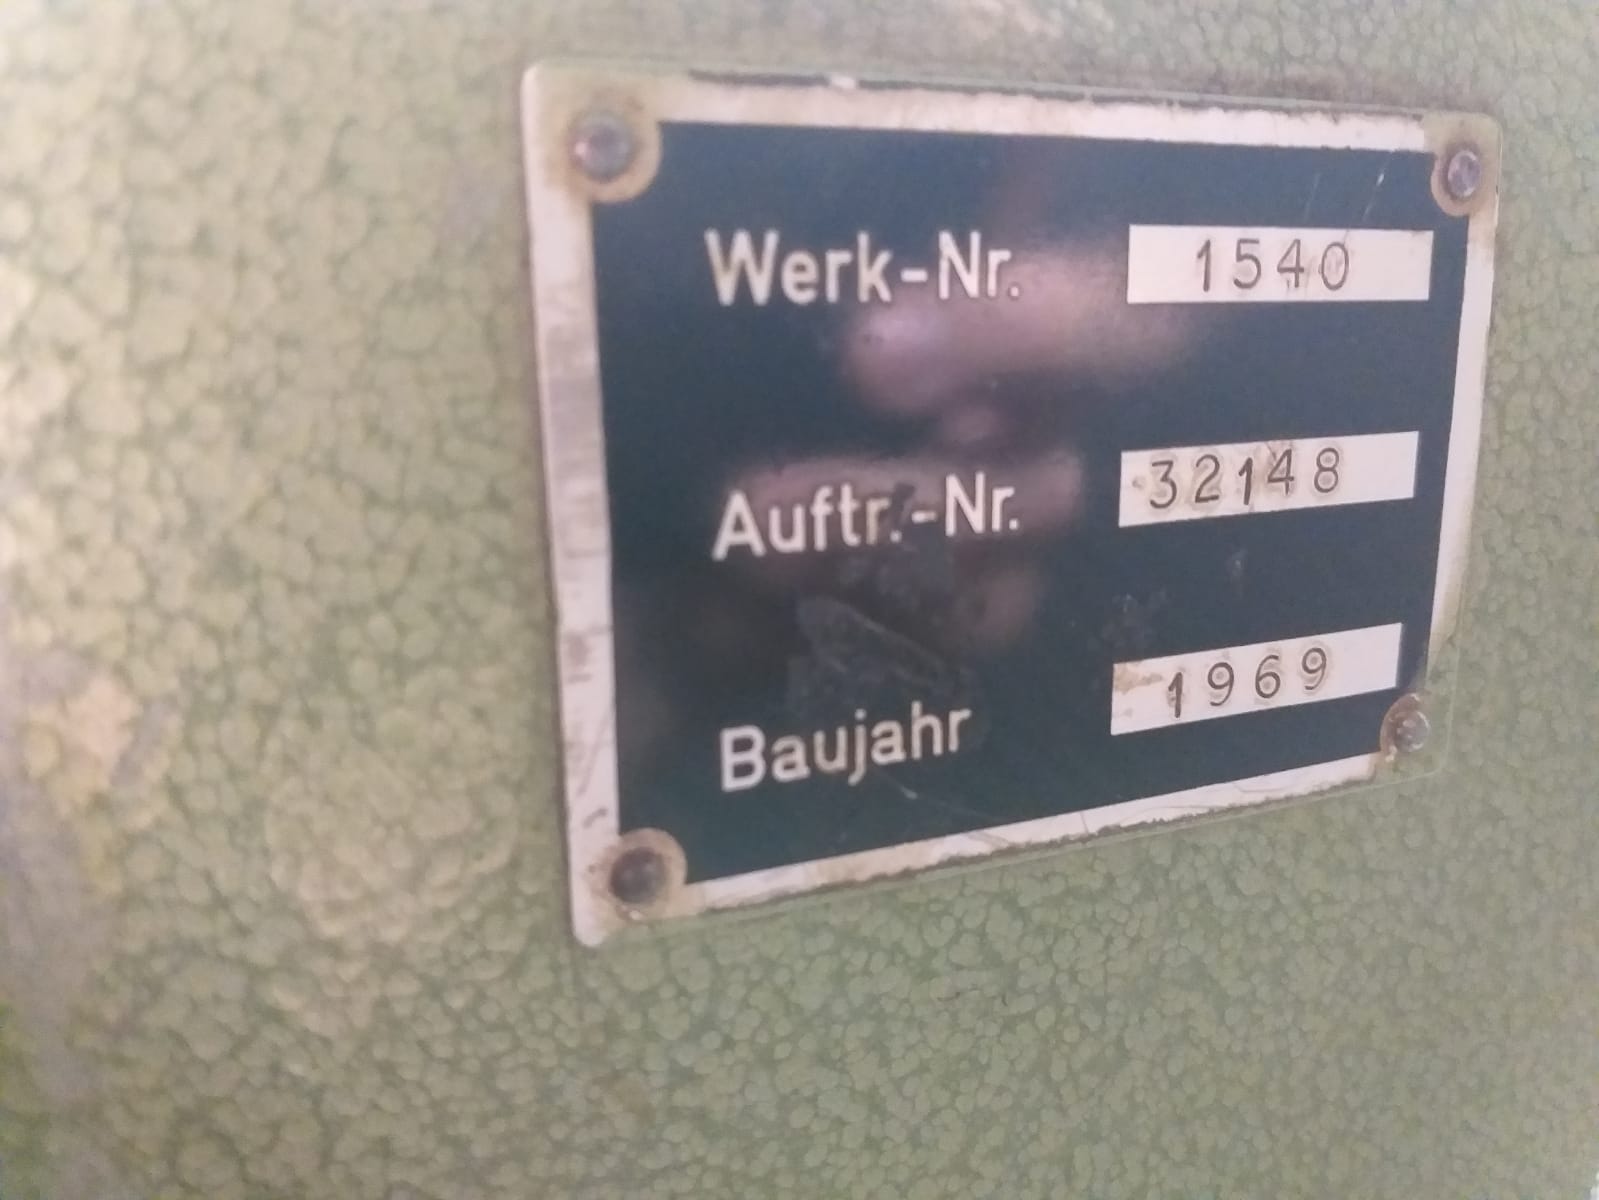 Werk-Nr. 1540
Auftr.-Nr. 32148
Baujahr 1969